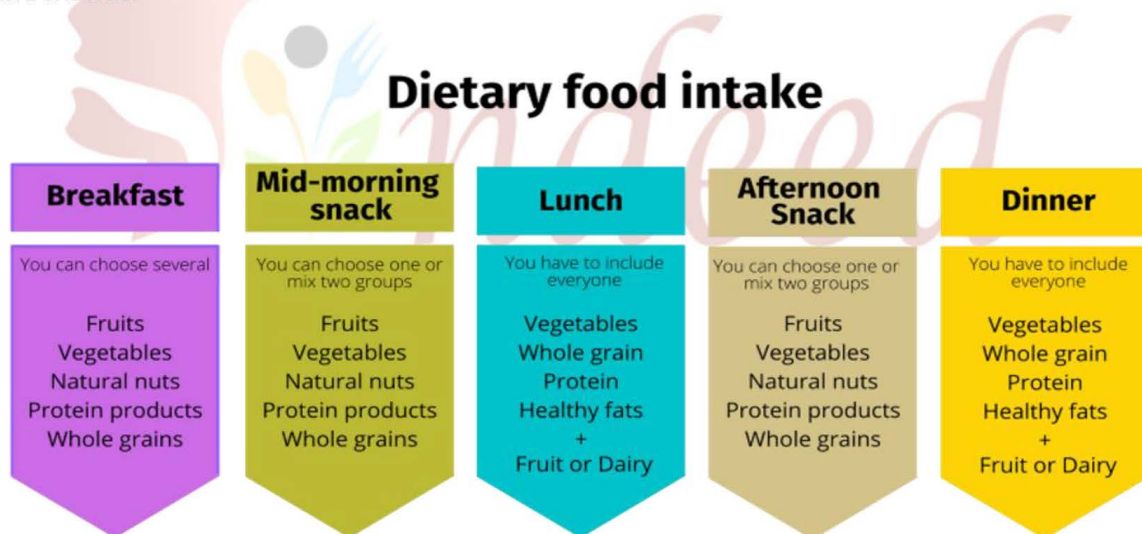 Dietary food intake
Breakfast
You can choose several
Fruits
Vegetables
Natural nuts
Protein products
Whole grains
Mid-morning
snack
You can choose one or
mix two groups
Fruits
Vegetables
Natural nuts
Protein products
Whole grains
Lunch
You have to include
everyone
Vegetables
Whole grain
Protein
Healthy fats
+
Fruit or Dairy
Afternoon
Snack
You can choose one or
mix two groups
Fruits
Vegetables
Natural nuts
Protein products
Whole grains
Dinner
You have to include
everyone
Vegetables
Whole grain
Protein
Healthy fats
+
Fruit or Dairy
ndeed